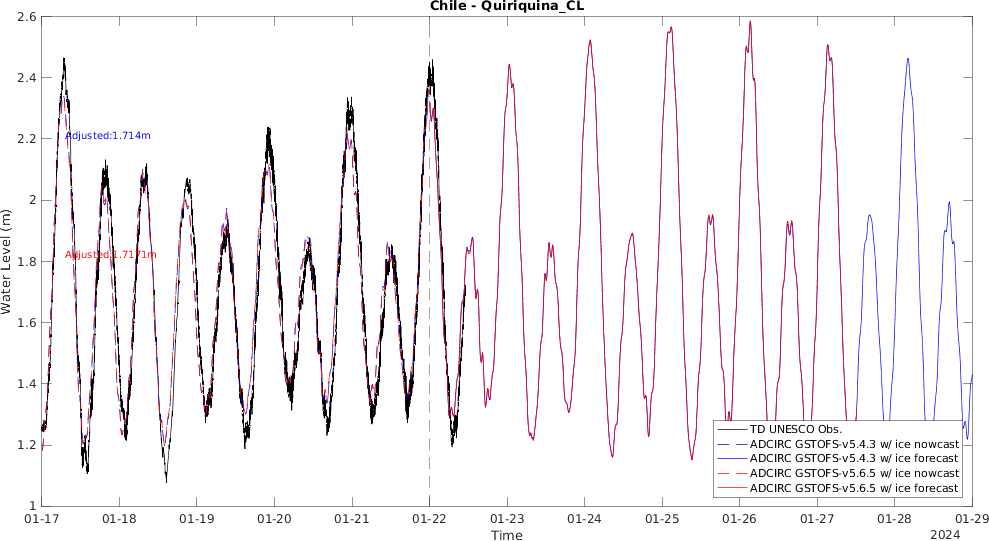 Chile - Quiriquina_CL
2.6
2.4
2.2
2
1.8
1.6
1.4
1.2
1
Water Level (m)
Adjusted:1.714m
Adjusted:1.7171m
TD UNESCO Obs.
ADCIRC GSTOFS-v5.4.3 w/ ice nowcast
ADCIRC GSTOFS-v5.4.3 w/ ice forecast
ADCIRC GSTOFS-v5.6.5 w/ ice nowcast
ADCIRC GSTOFS-v5.6.5 w/ ice forecast
01-17 01-18 01-19 01-20 01-21 01-22 01-23 01-24 01-25 01-26 01-27 01-28 01-29
Time
2024